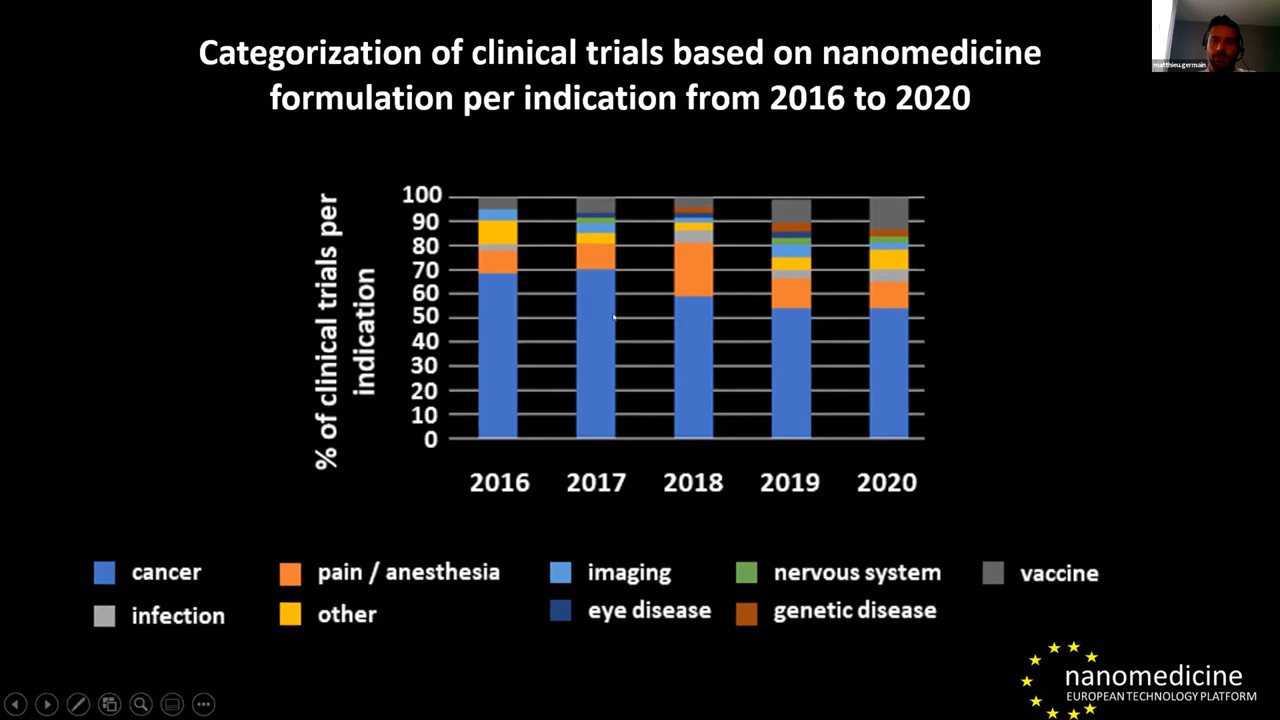 Categorization of clinical trials based on nanomedicine
formulation per indication from 2016 to 2020
matthieu.germain
% of clinical trials per
indication
100
90
80
70
60
50
40
30
20
10
0
2016 2017 2018 2019 2020
cancer pain / anesthesia imaging nervous system vaccine
infection other eye disease genetic disease
nanomedicine
EUROPEAN TECHNOLOGY PLATFORM